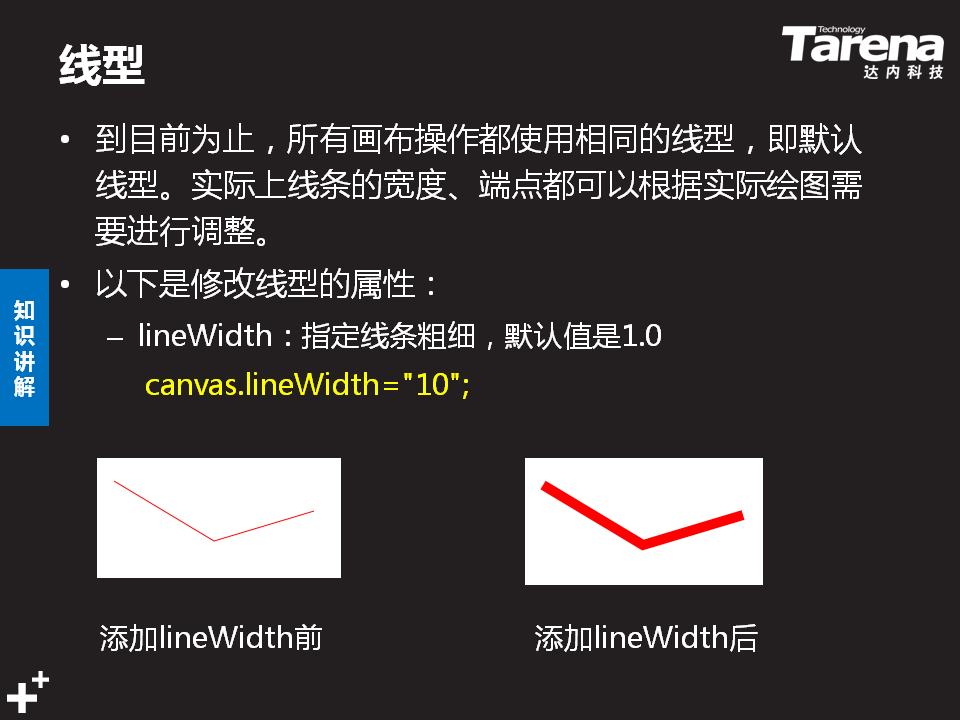 线型
Technology
Tarena
达内科技
• 到目前为止，所有画布操作都使用相同的线型，即默认
线型。实际上线条的宽度、端点都可以根据实际绘图需
要进行调整。
• 以下是修改线型的属性：
– lineWidth：指定线条粗细，默认值是1.0
canvas.lineWidth="10";
知
识
讲
解
添加lineWidth前
添加lineWidth后